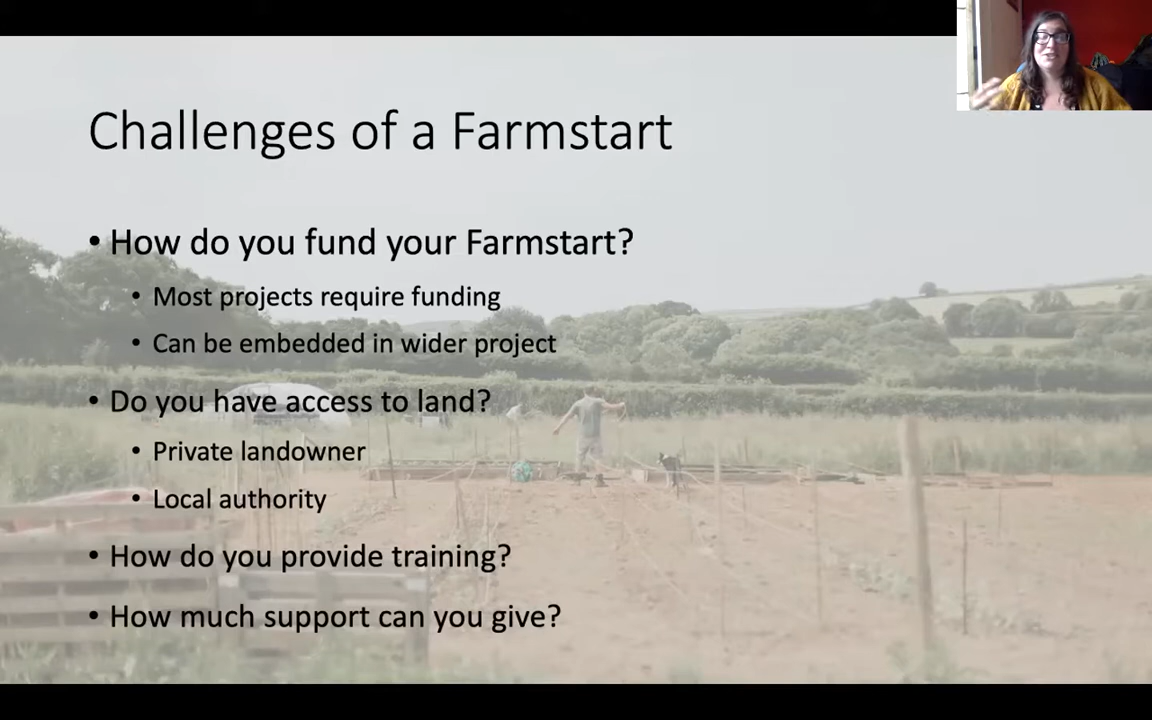 Challenges of a Farmstart
• How do you fund your Farmstart?
• Most projects require funding
• Can be embedded in wider project
• Do you have access to land?
• Private landowner
• Local authority
• How do you provide training?
• How much support can you give?